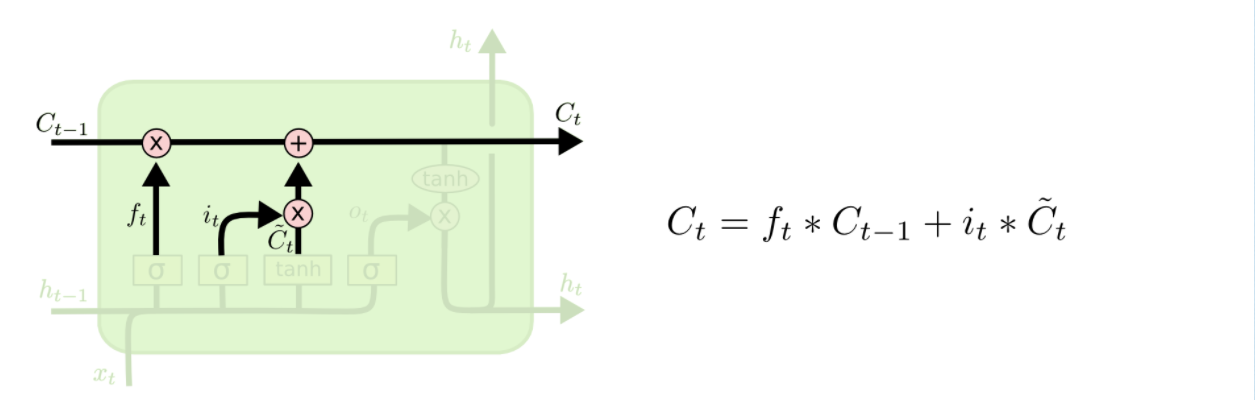 h_t
C_{t-1} x + C_t
tanh
f_t i_t x o_t x
C̃_t
σ σ tanh σ
h_{t-1} h_t
x_t
C_t = f_t * C_{t-1} + i_t * C̃_t